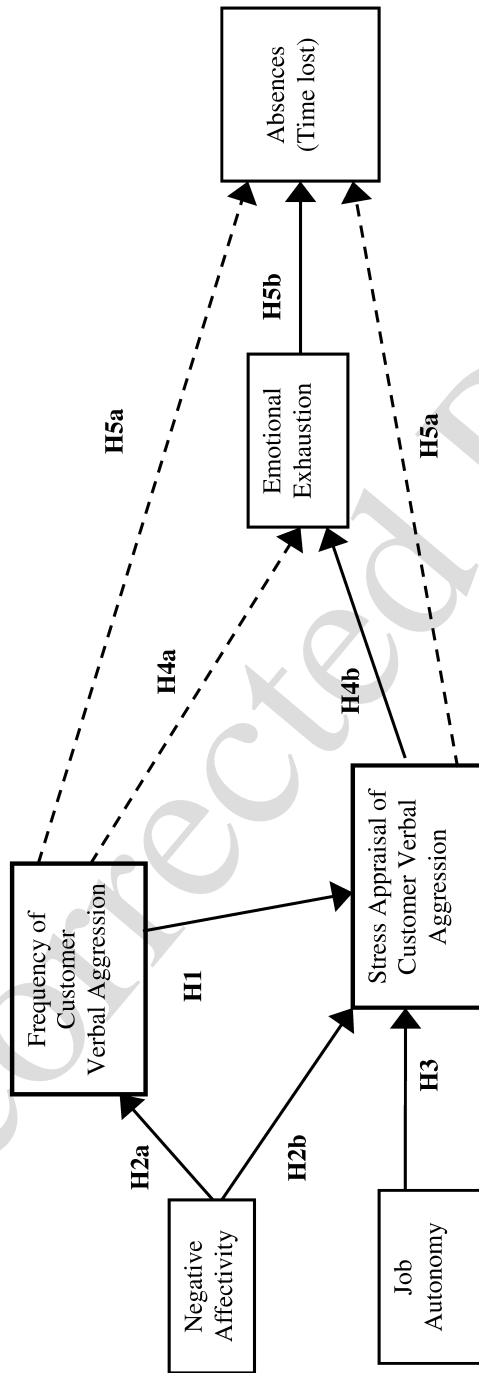 Negative
Affectivity
Job
Autonomy
H2a
H2b
H3
Frequency of
Customer
Verbal Aggression
H1
Stress Appraisal of
Customer Verbal
Aggression
H4a
H4b
Emotional
Exhaustion
H5a
H5b
H5a
Absences
(Time lost)
corrected